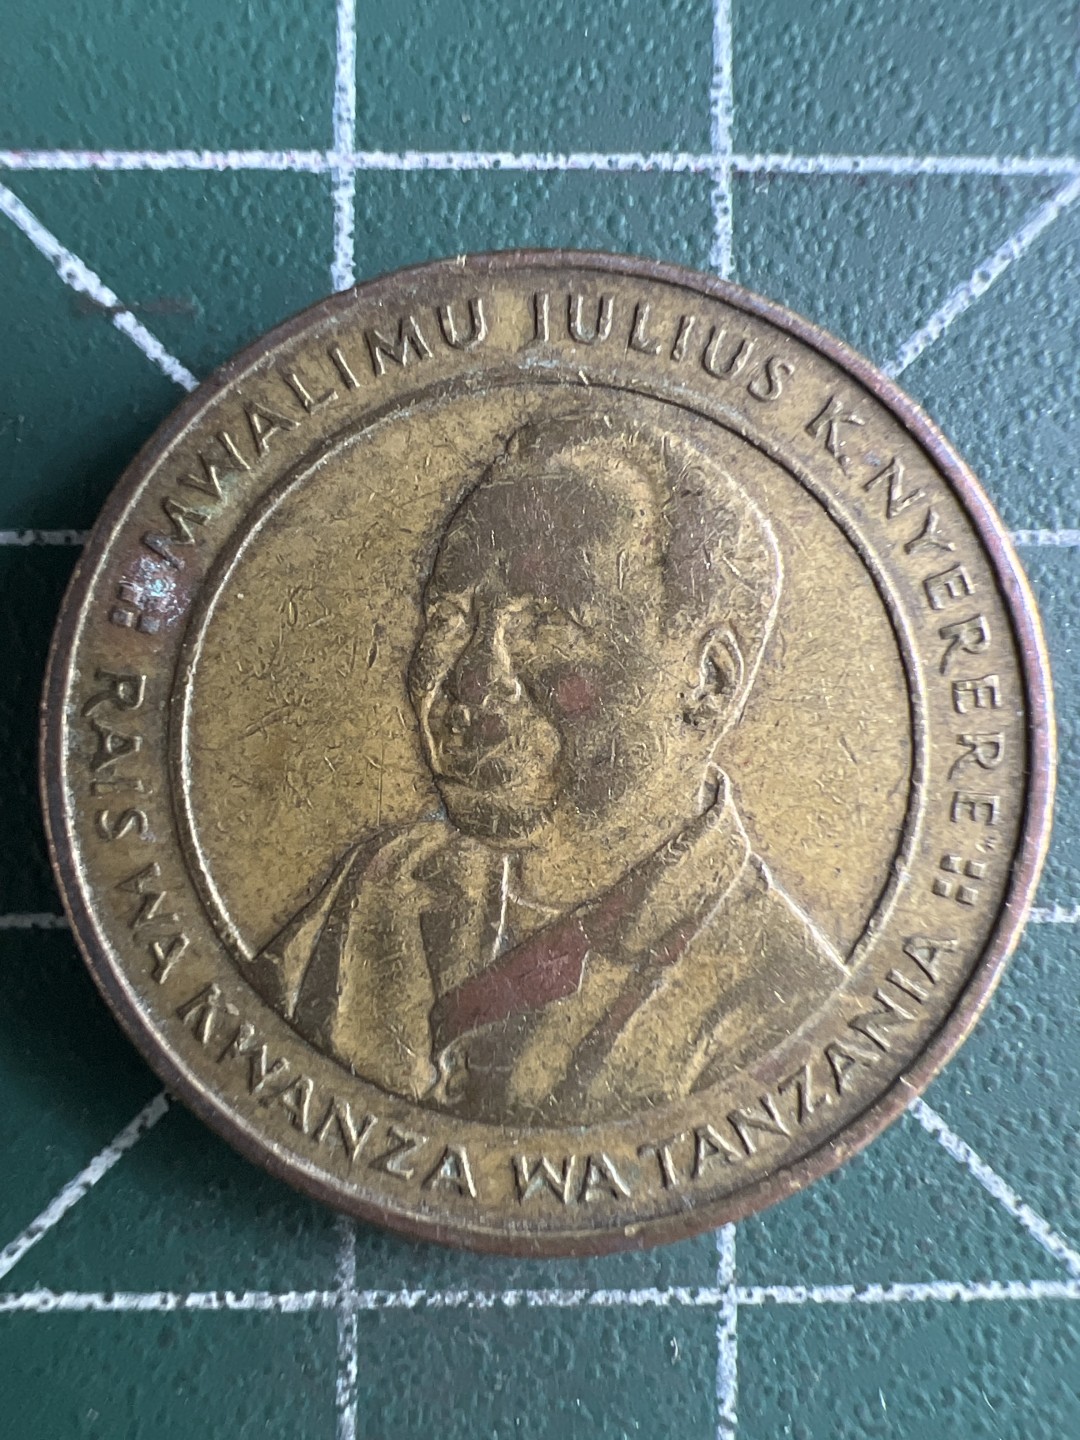 MWALIMU JULIUS K. NYERERE
RAIS WA KWANZA WA TANZANIA